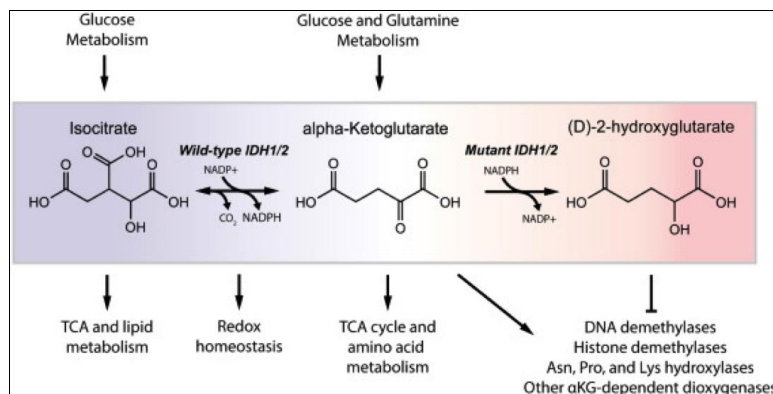 Glucose
Metabolism
Glucose and Glutamine
Metabolism
Isocitrate
Wild-type IDH1/2
alpha-Ketoglutarate
Mutant IDH1/2
(D)-2-hydroxyglutarate
NADP+
CO2 NADPH
NADPH
NADP+
O
OH
O
O
HO
OH
OH
O
O
HO
OH
O
O
O
HO
OH
OH
TCA and lipid
metabolism
Redox
homeostasis
TCA cycle and
amino acid
metabolism
DNA demethylases
Histone demethylases
Asn, Pro, and Lys hydroxylases
Other αKG-dependent dioxygenases